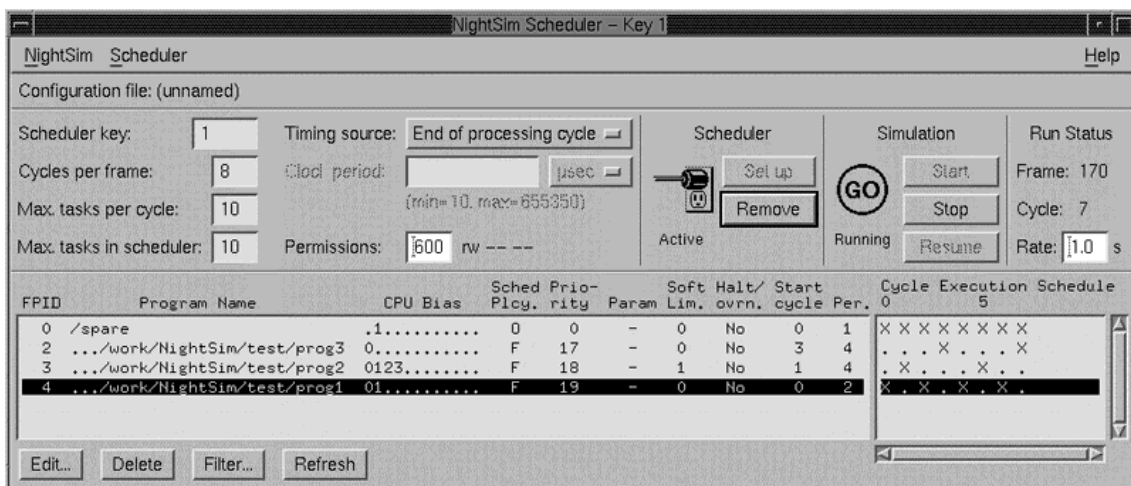 NightSim Scheduler – Key 1
NightSim Scheduler Help
Configuration file: (unnamed)
Scheduler key: 1 Timing source: End of processing cycle Scheduler Simulation Run Status
Cycles per frame: 8 Clock period: µsec Set up GO Start Frame: 170
(min=10, max=655350)
Max. tasks per cycle: 10 Remove Stop Cycle: 7
Max. tasks in scheduler: 10 Permissions: 600 rw -- -- Active Running Resume Rate: 1.0 s
Sched Prio- Soft Halt/ Start Cycle Execution Schedule
FPID Program Name CPU Bias Plcy. rity Param Lim. ovrn. cycle Per. 0 5
0 /spare .1.......... O 0 - 0 No 0 1 X X X X X X X X
2 .../work/NightSim/test/prog3 0........... F 17 - 0 No 3 4 . . . X . . . X
3 .../work/NightSim/test/prog2 0123........ F 18 - 1 No 1 4 . X . . . X . .
4 .../work/NightSim/test/prog1 01.......... F 19 - 0 No 0 2 X . X . X . X .
Edit... Delete Filter... Refresh